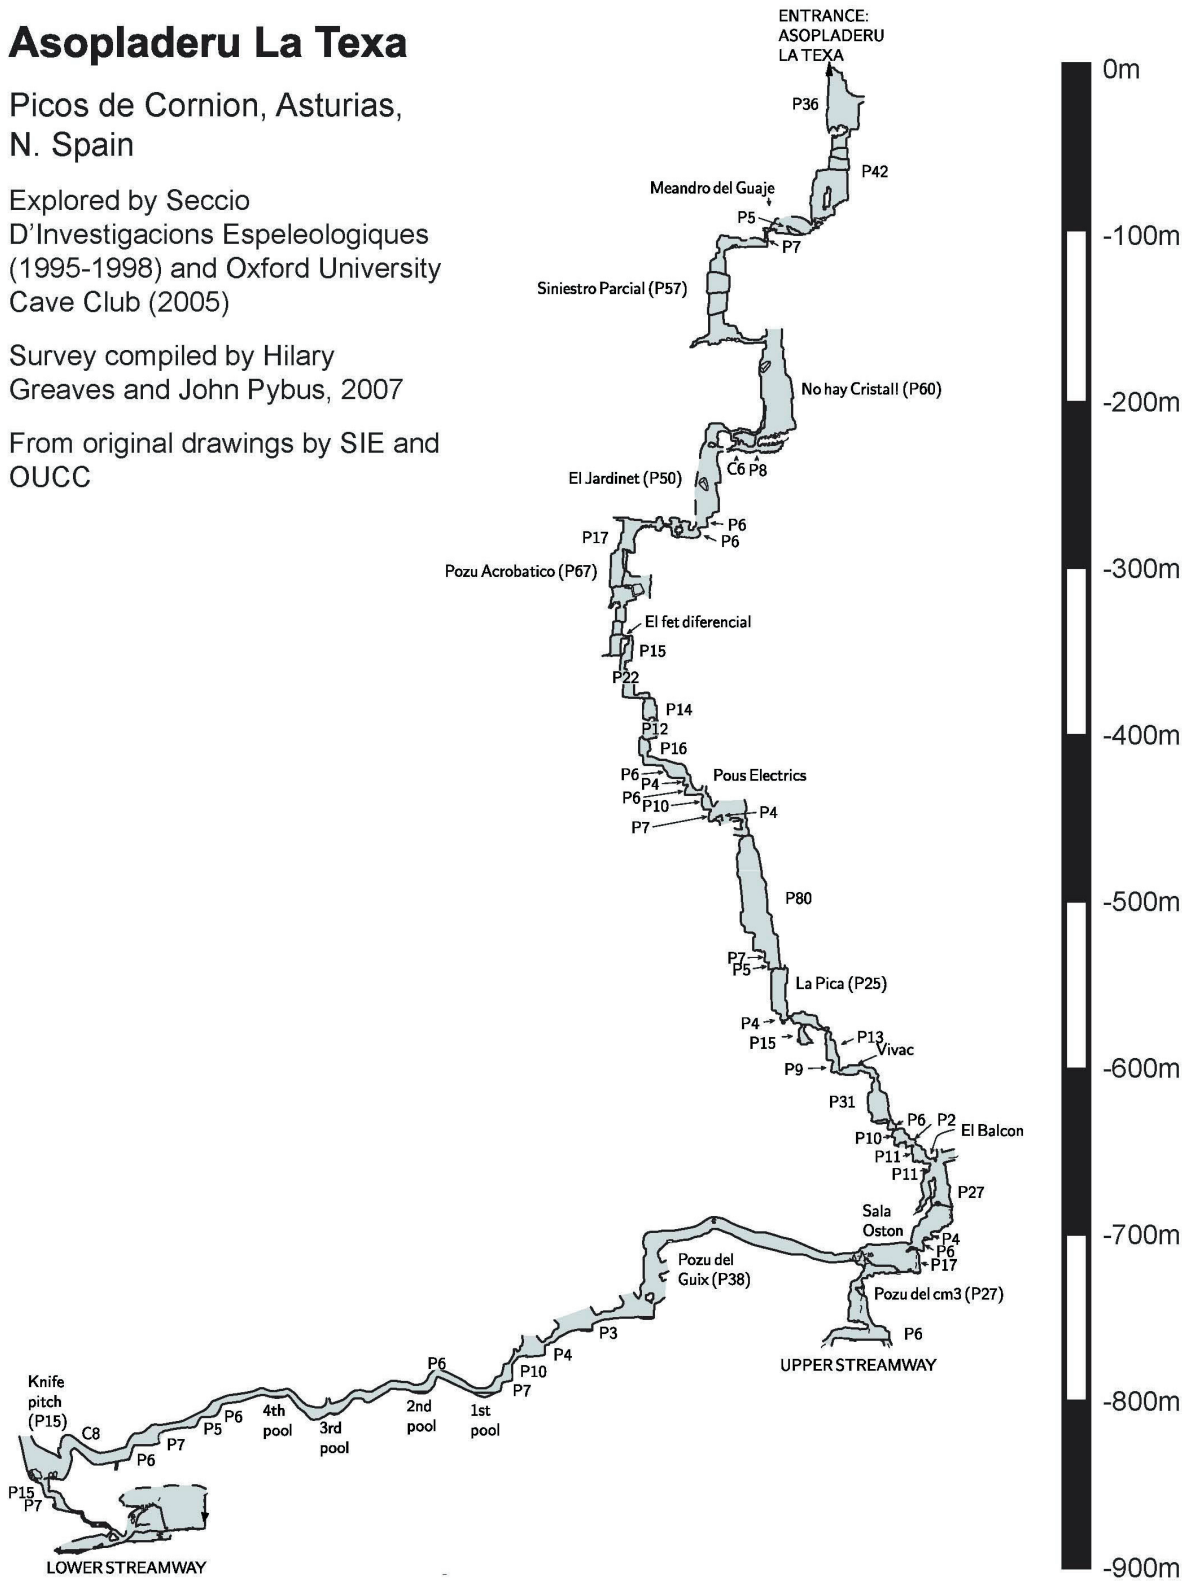 Asopladeru La Texa
Picos de Cornion, Asturias,
N. Spain
Explored by Seccio
D'Investigacions Espeleologiques
(1995-1998) and Oxford University
Cave Club (2005)
Survey compiled by Hilary
Greaves and John Pybus, 2007
From original drawings by SIE and
OUCC
ENTRANCE:
ASOPLADERU
LA TEXA
0m
P36
P42
Meandro del Guaje
P5
-100m
P7
Siniestro Parcial (P57)
No hay Cristall (P60)
-200m
C6 P8
El Jardinet (P50)
P6
P17
P6
Pozu Acrobatico (P67)
-300m
El fet diferencial
P15
P22
P14
P12
-400m
P16
P6
Pous Electrics
P4
P6
P10
P4
P7
P80
-500m
P7
P5
La Pica (P25)
P4
P15
P13
Vivac
P9
-600m
P31
P6
P2
El Balcon
P10
P11
P11
P27
Sala
Oston
-700m
P4
P6
P17
Pozu del
Guix (P38)
Pozu del cm3 (P27)
P6
UPPER STREAMWAY
P3
P4
P10
P7
P6
1st
pool
2nd
pool
3rd
pool
4th
pool
-800m
P6
P5
P7
P6
C8
Knife
pitch
(P15)
P15
P7
LOWER STREAMWAY
-900m